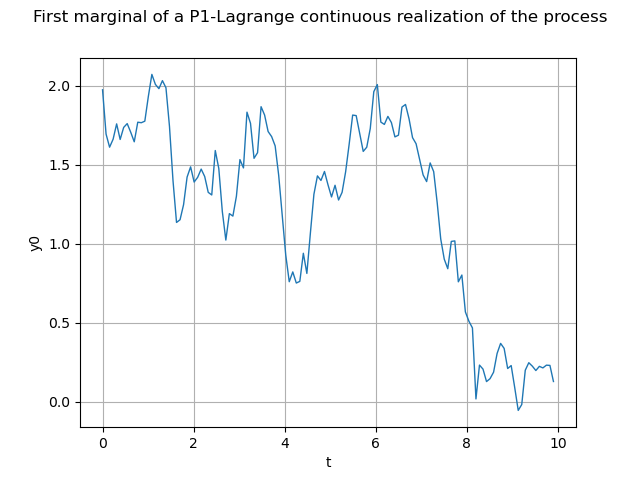 First marginal of a P1-Lagrange continuous realization of the process
2.0
1.5
1.0
0.5
0.0
y0
0 2 4 6 8 10
t